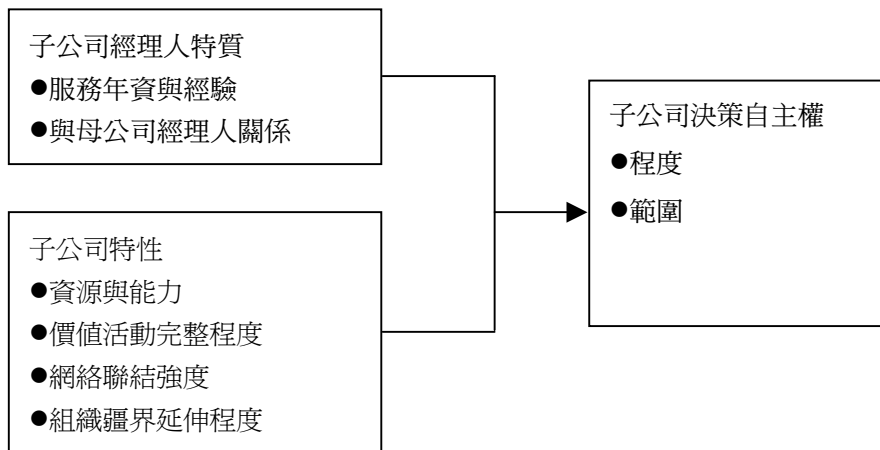 子公司經理人特質
●服務年資與經驗
●與母公司經理人關係
子公司特性
●資源與能力
●價值活動完整程度
●網絡聯結強度
●組織疆界延伸程度
子公司決策自主權
●程度
●範圍